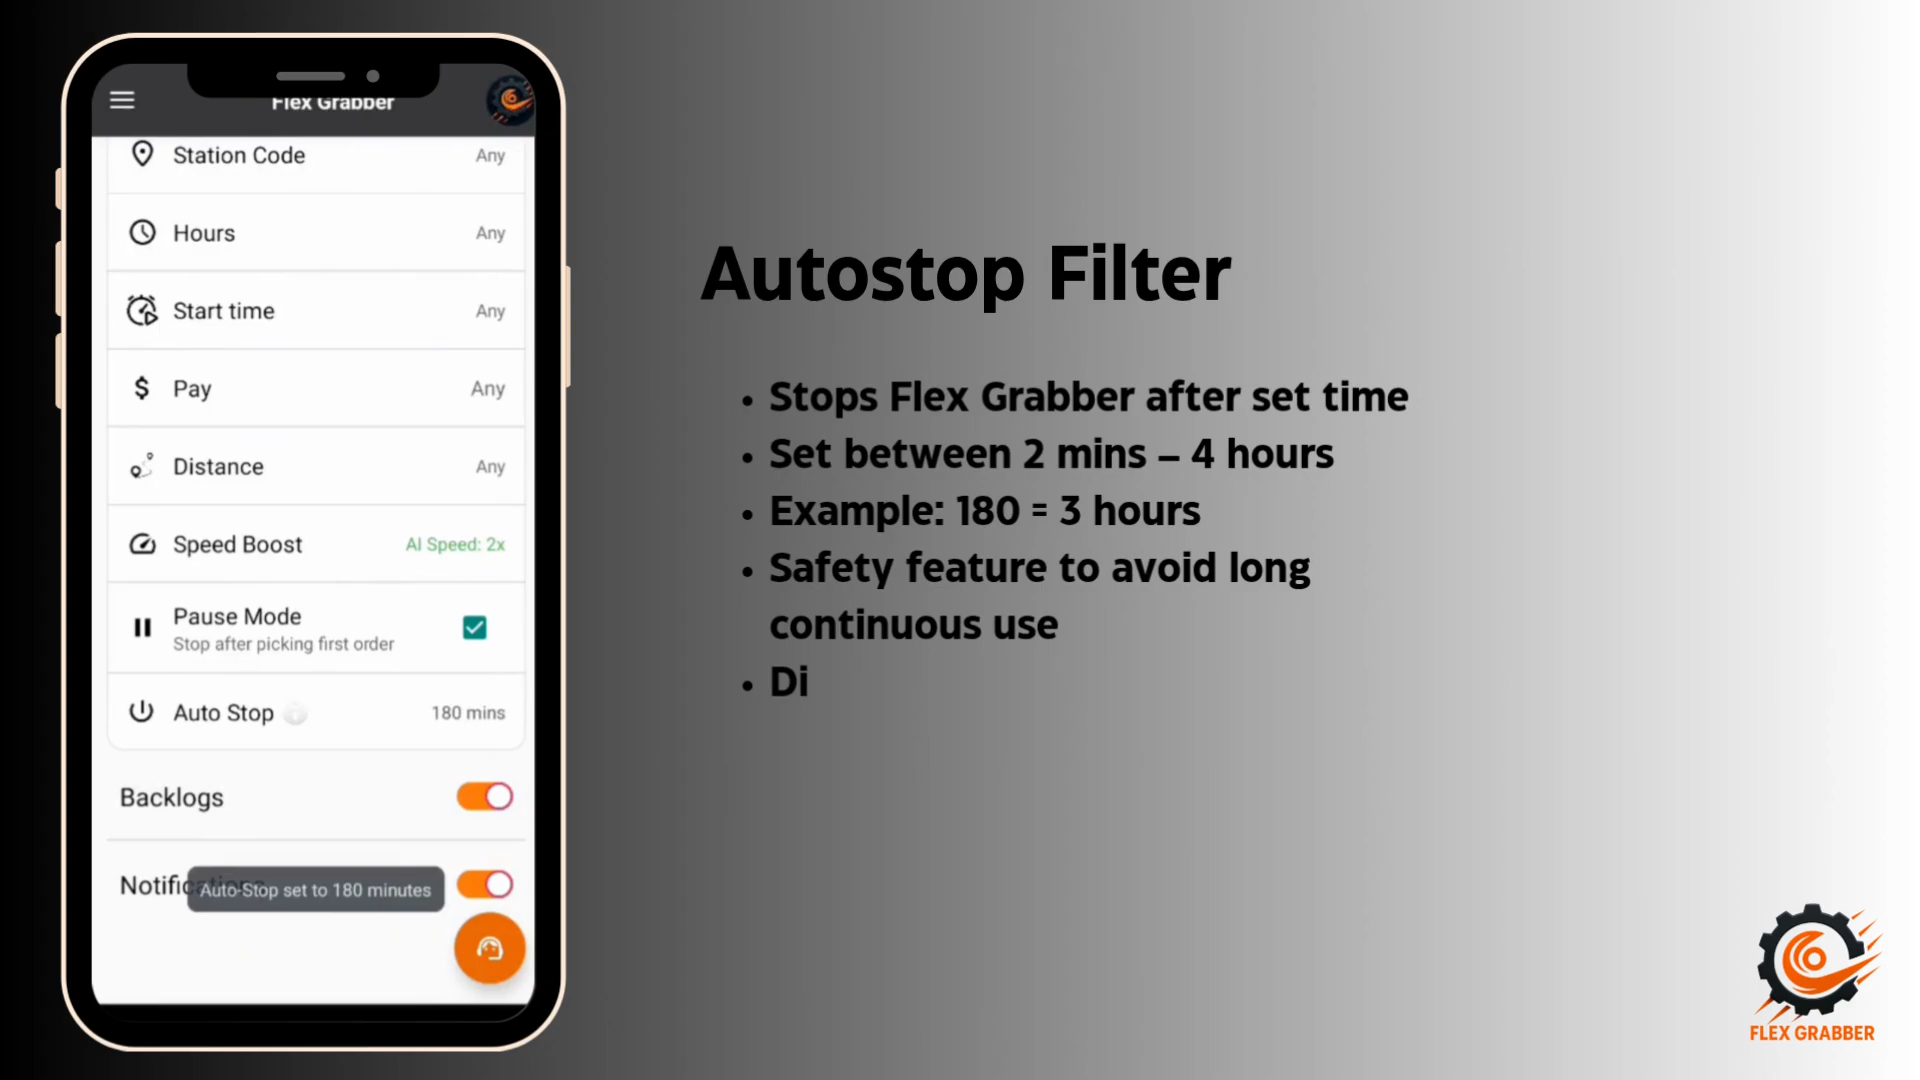 Flex Grabber
Station Code Any
Hours Any
Start time Any
Pay Any
Distance Any
Speed Boost AI Speed: 2x
Pause Mode
Stop after picking first order
Auto Stop 180 mins
Backlogs
Auto-Stop set to 180 minutes
Autostop Filter
• Stops Flex Grabber after set time
• Set between 2 mins – 4 hours
• Example: 180 = 3 hours
• Safety feature to avoid long
continuous use
• Di
FLEX GRABBER